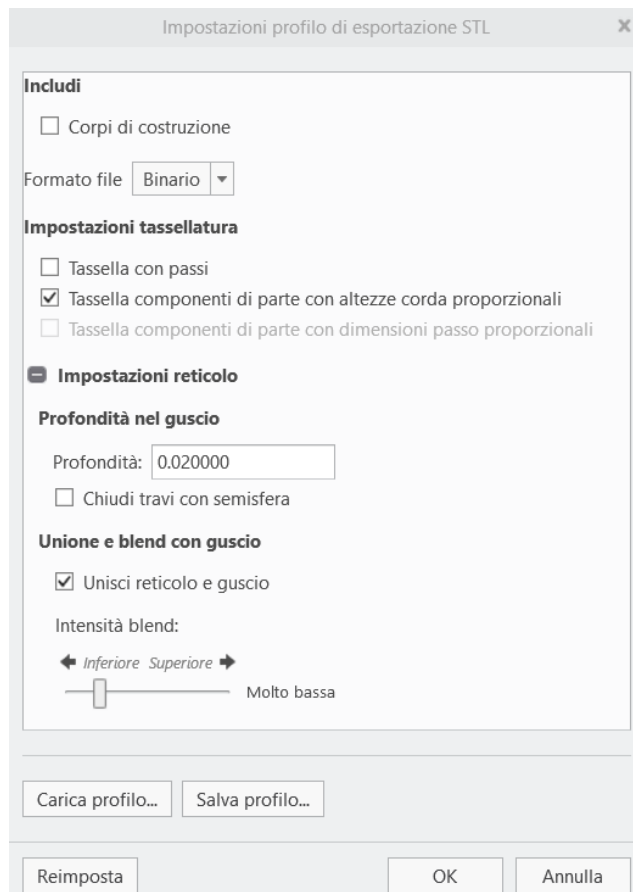 Impostazioni profilo di esportazione STL
Includi
Corpi di costruzione
Formato file Binario
Impostazioni tassellatura
Tassella con passi
Tassella componenti di parte con altezze corda proporzionali
Tassella componenti di parte con dimensioni passo proporzionali
Impostazioni reticolo
Profondità nel guscio
Profondità: 0.020000
Chiudi travi con semisfera
Unione e blend con guscio
Unisci reticolo e guscio
Intensità blend:
Inferiore Superiore
Molto bassa
Carica profilo... Salva profilo...
Reimposta OK Annulla